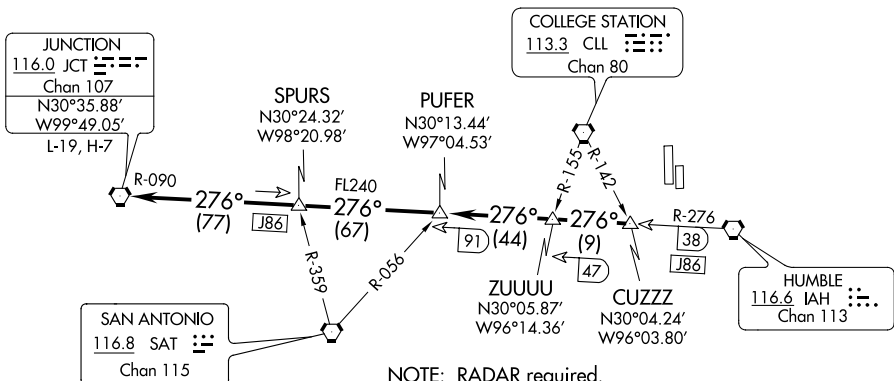 JUNCTION
116.0 JCT
Chan 107
N30°35.88′
W99°49.05′
L-19, H-7
COLLEGE STATION
113.3 CLL
Chan 80
SPURS
N30°24.32′
W98°20.98′
PUFER
N30°13.44′
W97°04.53′
R-155
R-142
R-090
276°
(77)
J86
FL240
276°
(67)
91
276°
(44)
47
276°
(9)
R-276
38
J86
R-359
R-056
ZUUUU
N30°05.87′
W96°14.36′
CUZZZ
N30°04.24′
W96°03.80′
HUMBLE
116.6 IAH
Chan 113
SAN ANTONIO
116.8 SAT
Chan 115
NOTE: RADAR required.